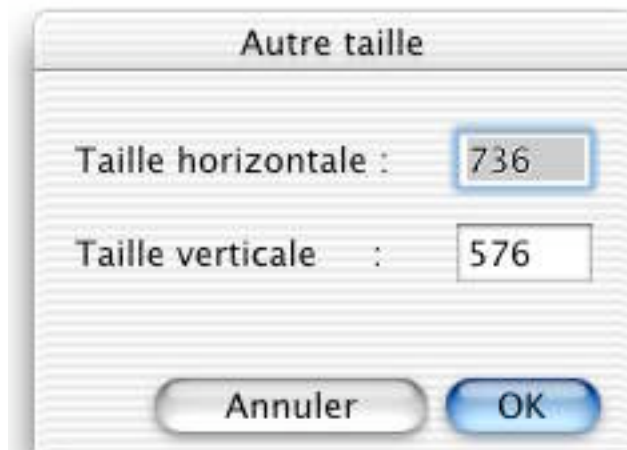 Autre taille
Taille horizontale : 736
Taille verticale : 576
Annuler OK